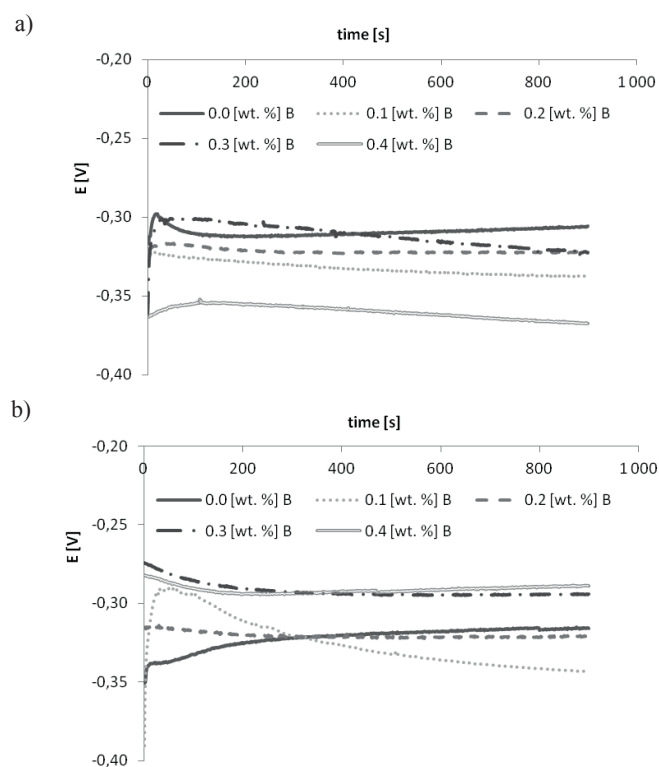 a)
time [s]
-0,20
0 200 400 600 800 1 000
0.0 [wt. %] B 0.1 [wt. %] B 0.2 [wt. %] B
-0,25
0.3 [wt. %] B 0.4 [wt. %] B
E [V]
-0,30
-0,35
-0,40
b)
time [s]
-0,20
0 200 400 600 800 1 000
0.0 [wt. %] B 0.1 [wt. %] B 0.2 [wt. %] B
-0,25
0.3 [wt. %] B 0.4 [wt. %] B
E [V]
-0,30
-0,35
-0,40